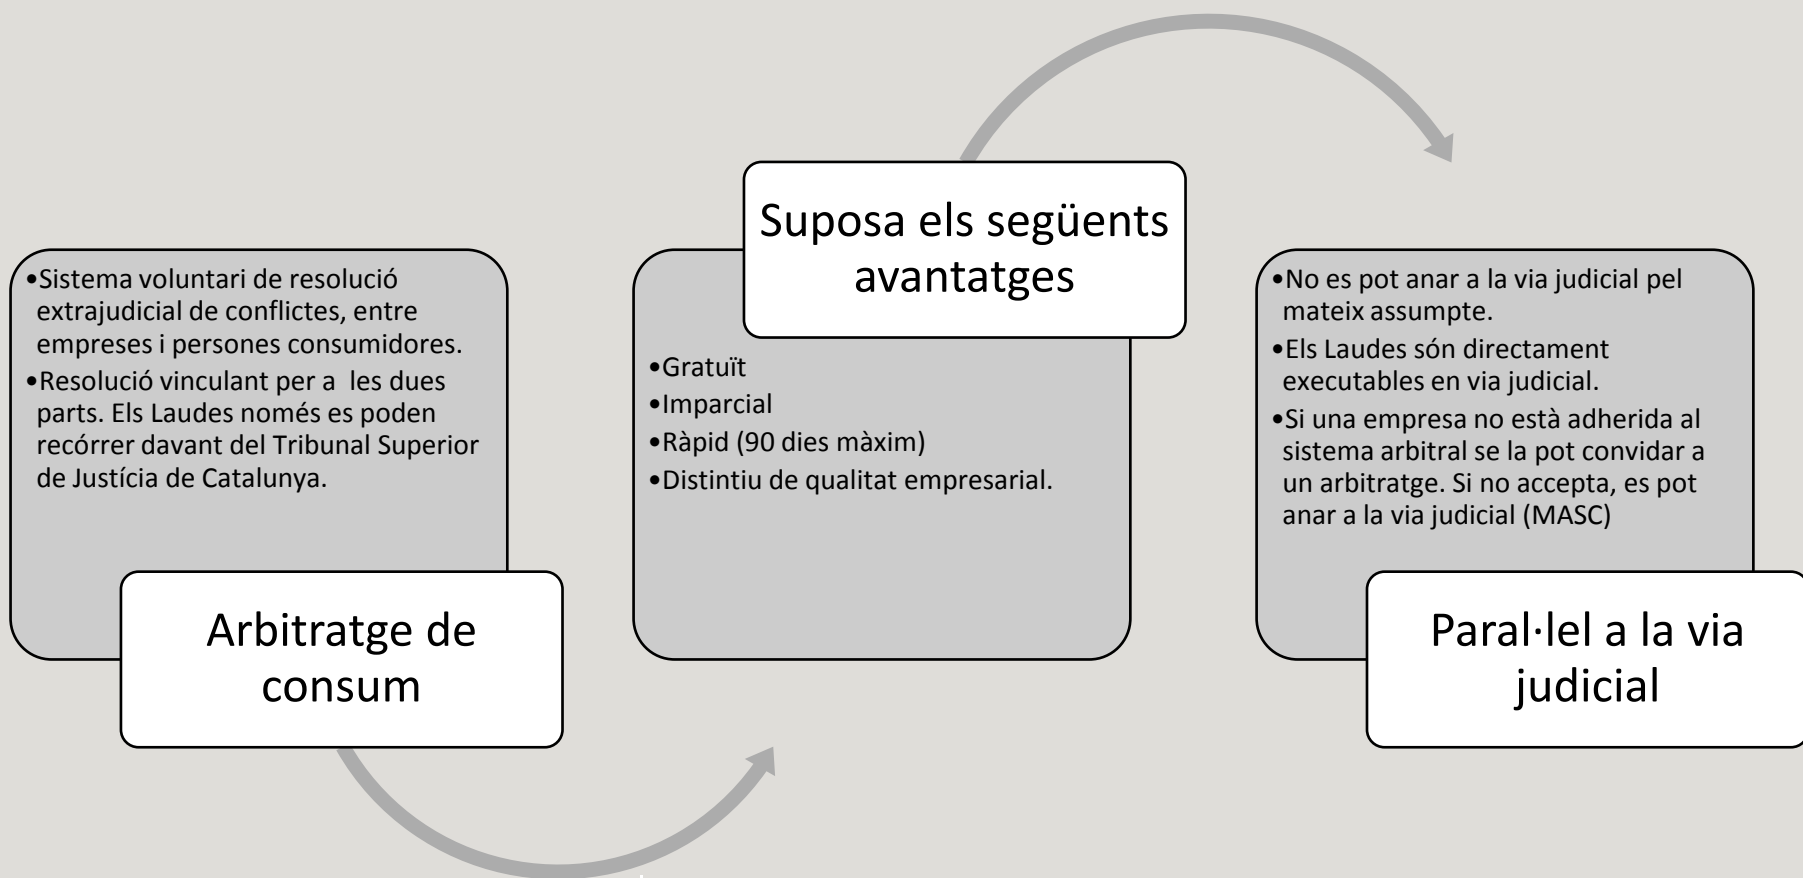 •Sistema voluntari de resolució
extrajudicial de conflictes, entre
empreses i persones consumidores.
•Resolució vinculant per a les dues
parts. Els Laudes només es poden
recórrer davant del Tribunal Superior
de Justícia de Catalunya.
Arbitratge de
consum
Suposa els següents
avantatges
•Gratuït
•Imparcial
•Ràpid (90 dies màxim)
•Distintiu de qualitat empresarial.
•No es pot anar a la via judicial pel
mateix assumpte.
•Els Laudes són directament
executables en via judicial.
•Si una empresa no està adherida al
sistema arbitral se la pot convidar a
un arbitratge. Si no accepta, es pot
anar a la via judicial (MASC)
Paral·lel a la via
judicial